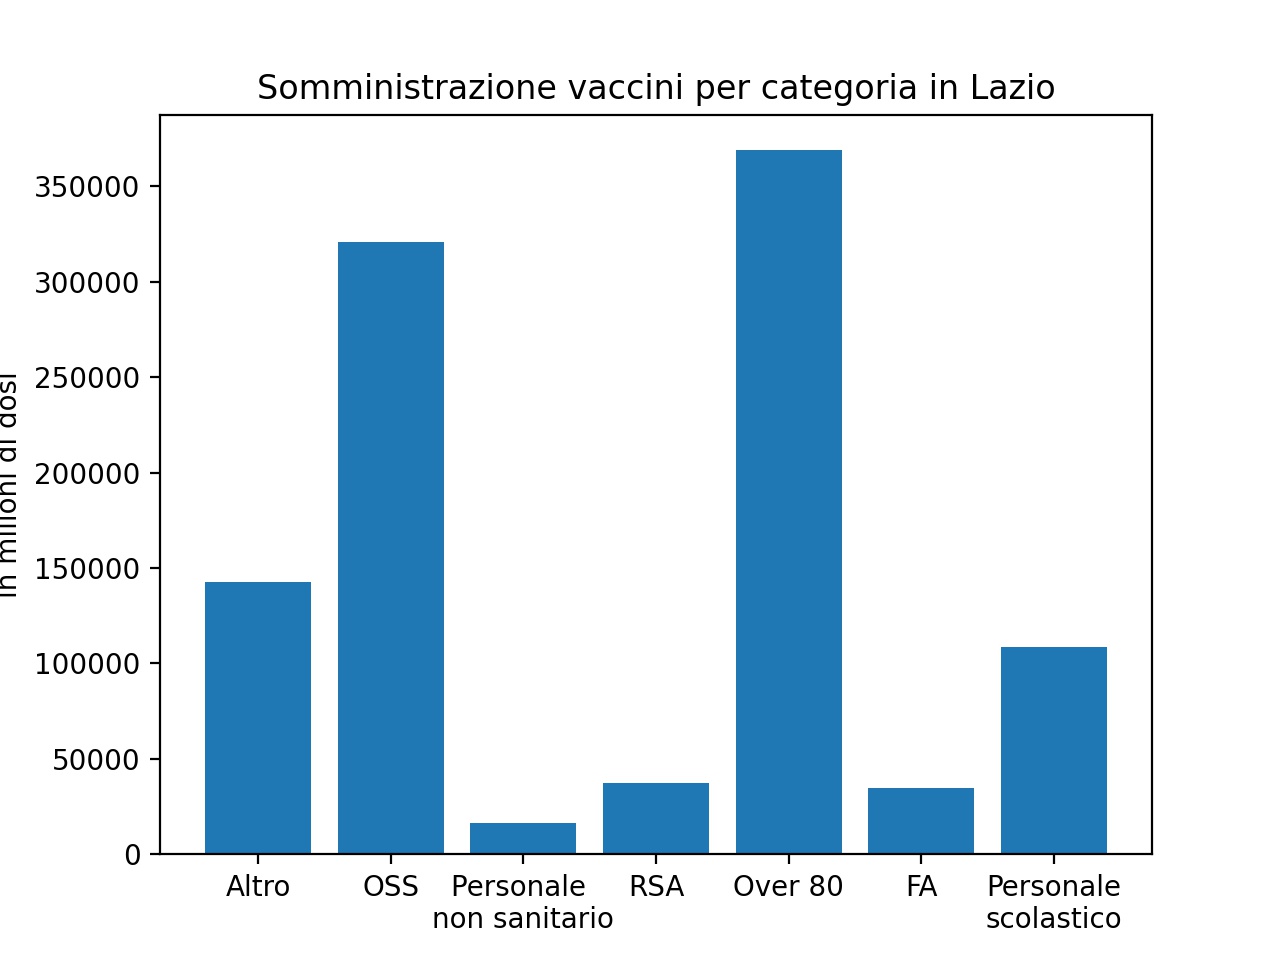 Somministrazione vaccini per categoria in Lazio
350000
300000
250000
200000
150000
100000
50000
0
In milioni di dosi
Altro
OSS
Personale
non sanitario
RSA
Over 80
FA
Personale
scolastico